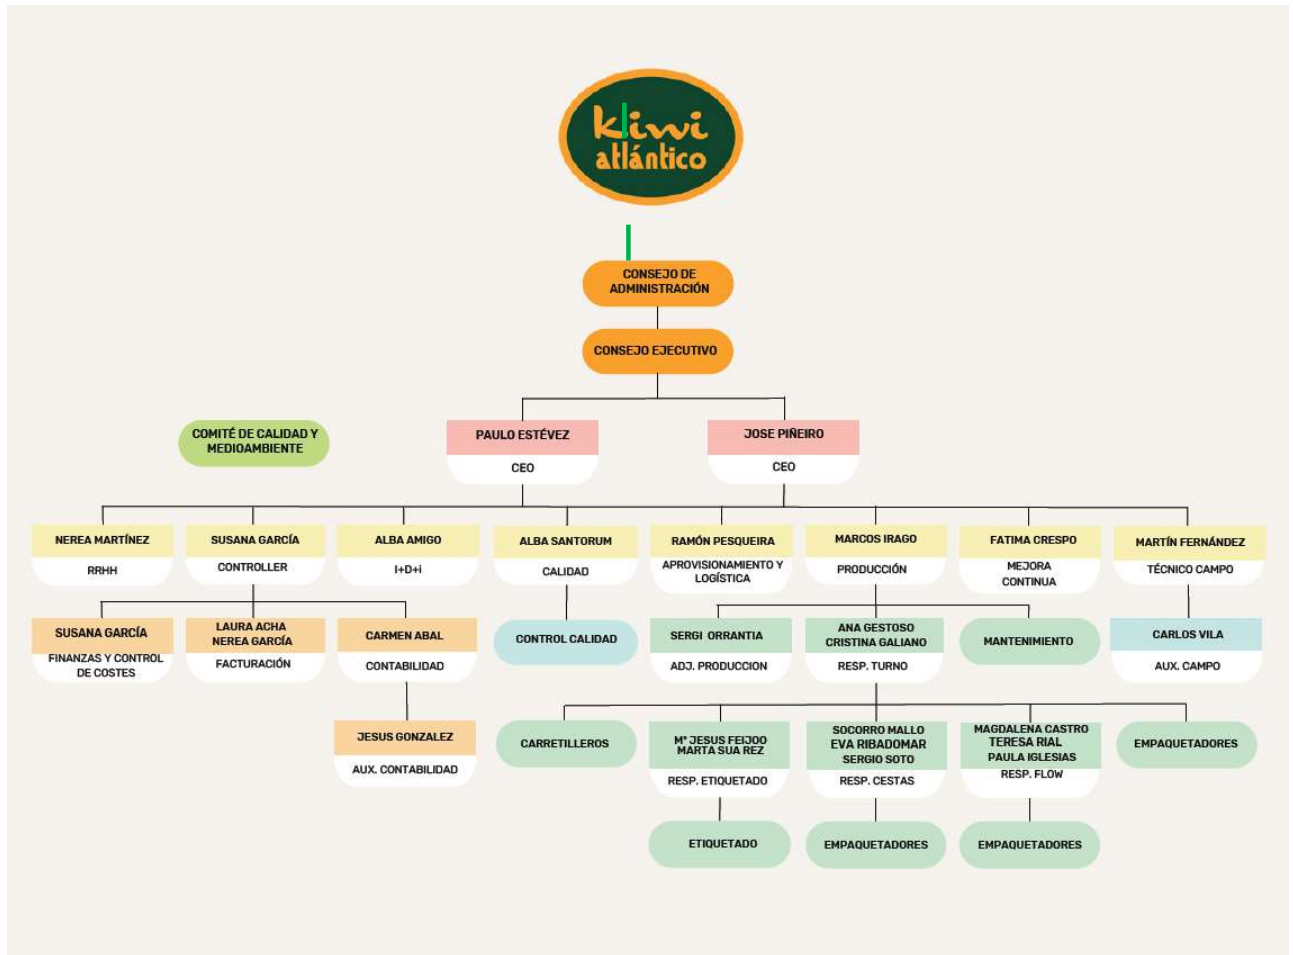 kiwi
atlántico
CONSEJO DE
ADMINISTRACIÓN
CONSEJO EJECUTIVO
COMITÉ DE CALIDAD Y
MEDIOAMBIENTE
PAULO ESTÉVEZ
CEO
JOSE PIÑEIRO
CEO
NEREA MARTÍNEZ
RRHH
SUSANA GARCÍA
CONTROLLER
ALBA AMIGO
I+D+i
ALBA SANTORUM
CALIDAD
RAMÓN PESQUEIRA
APROVISIONAMIENTO Y
LOGÍSTICA
MARCOS IRAGO
PRODUCCIÓN
FATIMA CRESPO
MEJORA
CONTINUA
MARTÍN FERNÁNDEZ
TÉCNICO CAMPO
SUSANA GARCÍA
FINANZAS Y CONTROL
DE COSTES
LAURA ACHA
NEREA GARCÍA
FACTURACIÓN
CARMEN ABAL
CONTABILIDAD
CONTROL CALIDAD
SERGI ORRANTIA
ADJ. PRODUCCION
ANA GESTOSO
CRISTINA GALIANO
RESP. TURNO
MANTENIMIENTO
CARLOS VILA
AUX. CAMPO
JESUS GONZALEZ
AUX. CONTABILIDAD
CARRETILLEROS
Mª JESUS FEIJOO
MARTA SUA REZ
RESP. ETIQUETADO
SOCORRO MALLO
EVA RIBADOMAR
SERGIO SOTO
RESP. CESTAS
MAGDALENA CASTRO
TERESA RIAL
PAULA IGLESIAS
RESP. FLOW
EMPAQUETADORES
ETIQUETADO
EMPAQUETADORES
EMPAQUETADORES